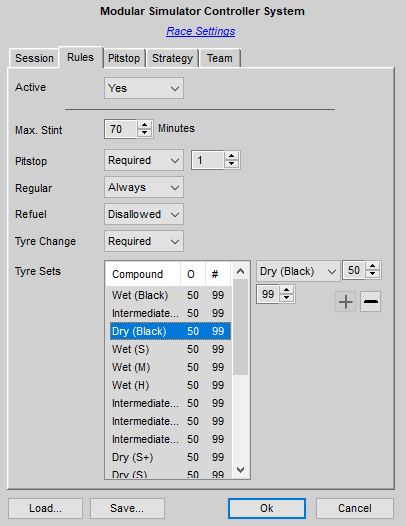 Modular Simulator Controller System
Race Settings
Session Rules Pitstop Strategy Team
Active Yes
Max. Stint 70 Minutes
Pitstop Required 1
Regular Always
Refuel Disallowed
Tyre Change Required
Tyre Sets Compound O # Dry (Black) 50
99
Wet (Black) 50 99
Intermediate... 50 99
Dry (Black) 50 99
Wet (S) 50 99
Wet (M) 50 99
Wet (H) 50 99
Intermediate... 50 99
Intermediate... 50 99
Intermediate... 50 99
Dry (S+) 50 99
Dry (S) 50 99
Load... Save... Ok Cancel